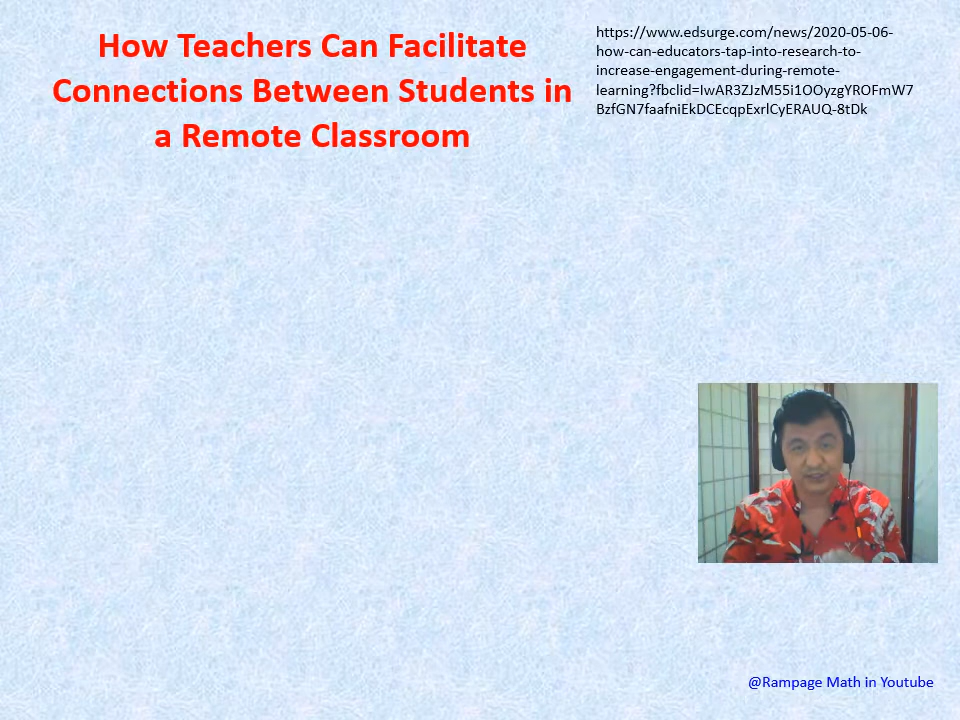 How Teachers Can Facilitate
Connections Between Students in
a Remote Classroom
https://www.edsurge.com/news/2020-05-06-
how-can-educators-tap-into-research-to-
increase-engagement-during-remote-
learning?fbclid=IwAR3ZJzM55i1OOyzgYROFmW7
BzfGN7faafniEkDCEcqpExrlCyERAUQ-8tDk
@Rampage Math in Youtube